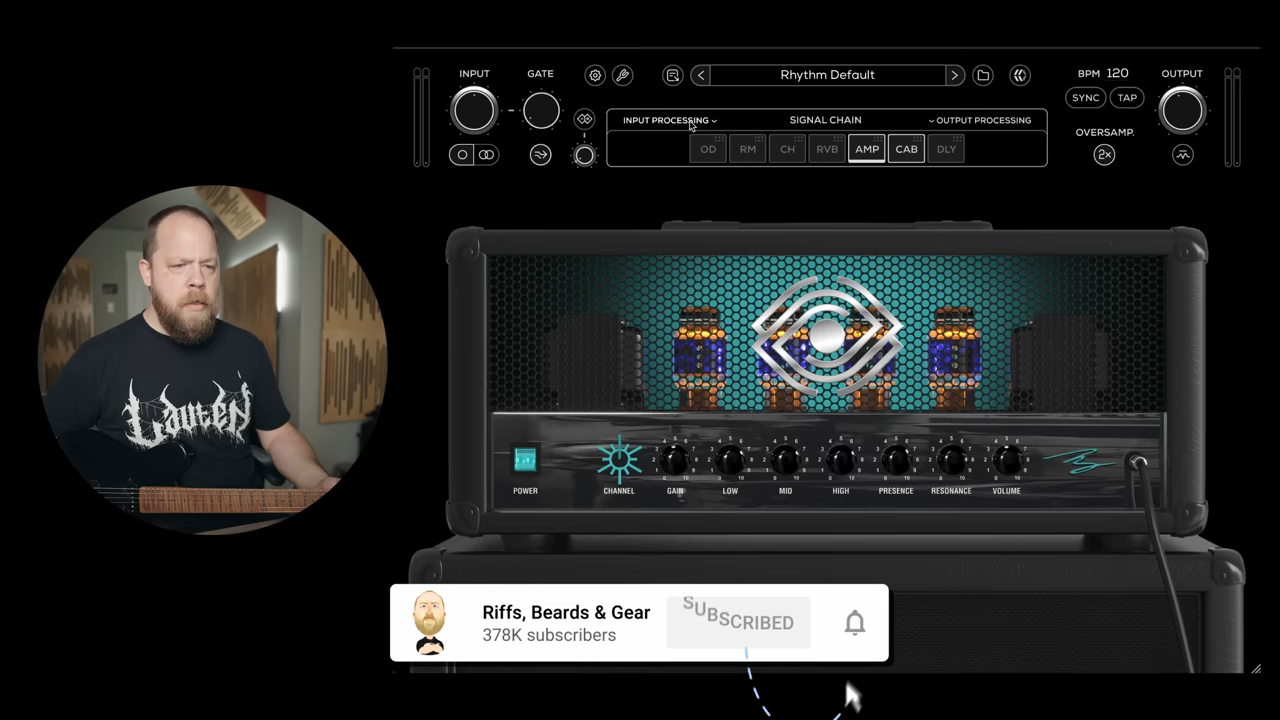 INPUT
GATE
Rhythm Default
BPM 120
OUTPUT
SYNC
TAP
INPUT PROCESSING
SIGNAL CHAIN
OUTPUT PROCESSING
OVERSAMP.
2x
OD
RM
CH
RVB
AMP
CAB
DLY
Lauten
POWER
CHANNEL
GAIN
LOW
MID
HIGH
PRESENCE
RESONANCE
VOLUME
Riffs, Beards & Gear
378K subscribers
SUBSCRIBED